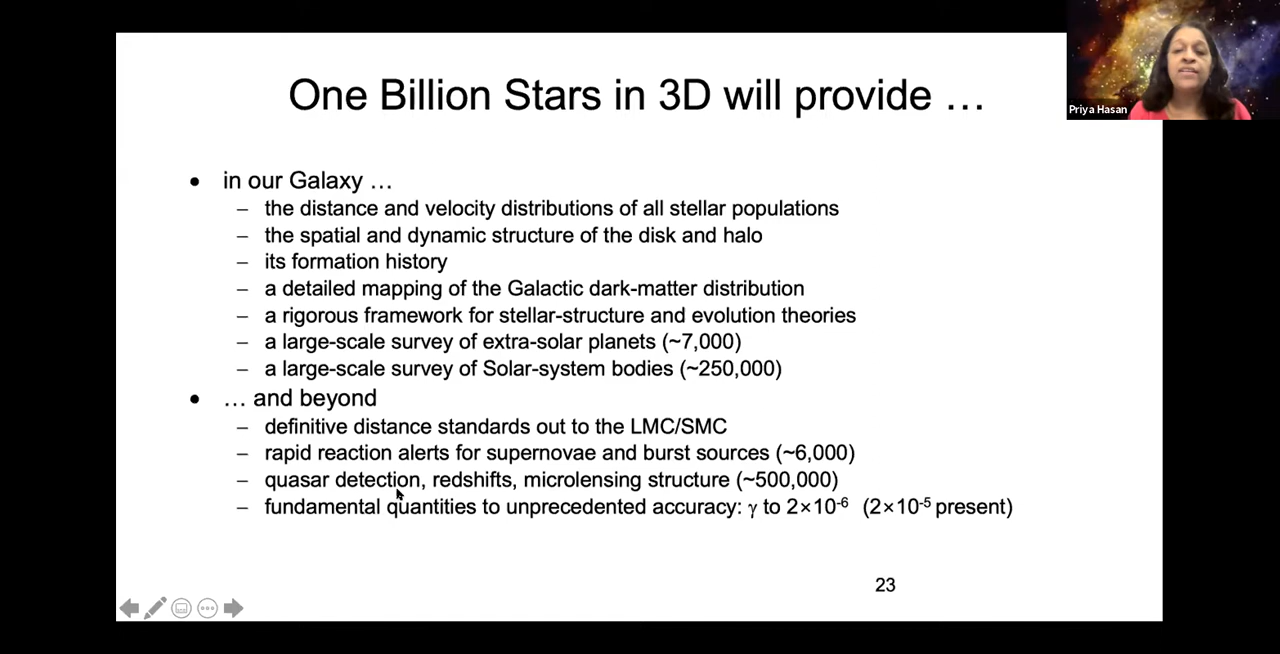 One Billion Stars in 3D will provide …
Priya Hasan
• in our Galaxy …
– the distance and velocity distributions of all stellar populations
– the spatial and dynamic structure of the disk and halo
– its formation history
– a detailed mapping of the Galactic dark-matter distribution
– a rigorous framework for stellar-structure and evolution theories
– a large-scale survey of extra-solar planets (~7,000)
– a large-scale survey of Solar-system bodies (~250,000)
• … and beyond
– definitive distance standards out to the LMC/SMC
– rapid reaction alerts for supernovae and burst sources (~6,000)
– quasar detection, redshifts, microlensing structure (~500,000)
– fundamental quantities to unprecedented accuracy: γ to 2×10⁻⁶ (2×10⁻⁵ present)
23